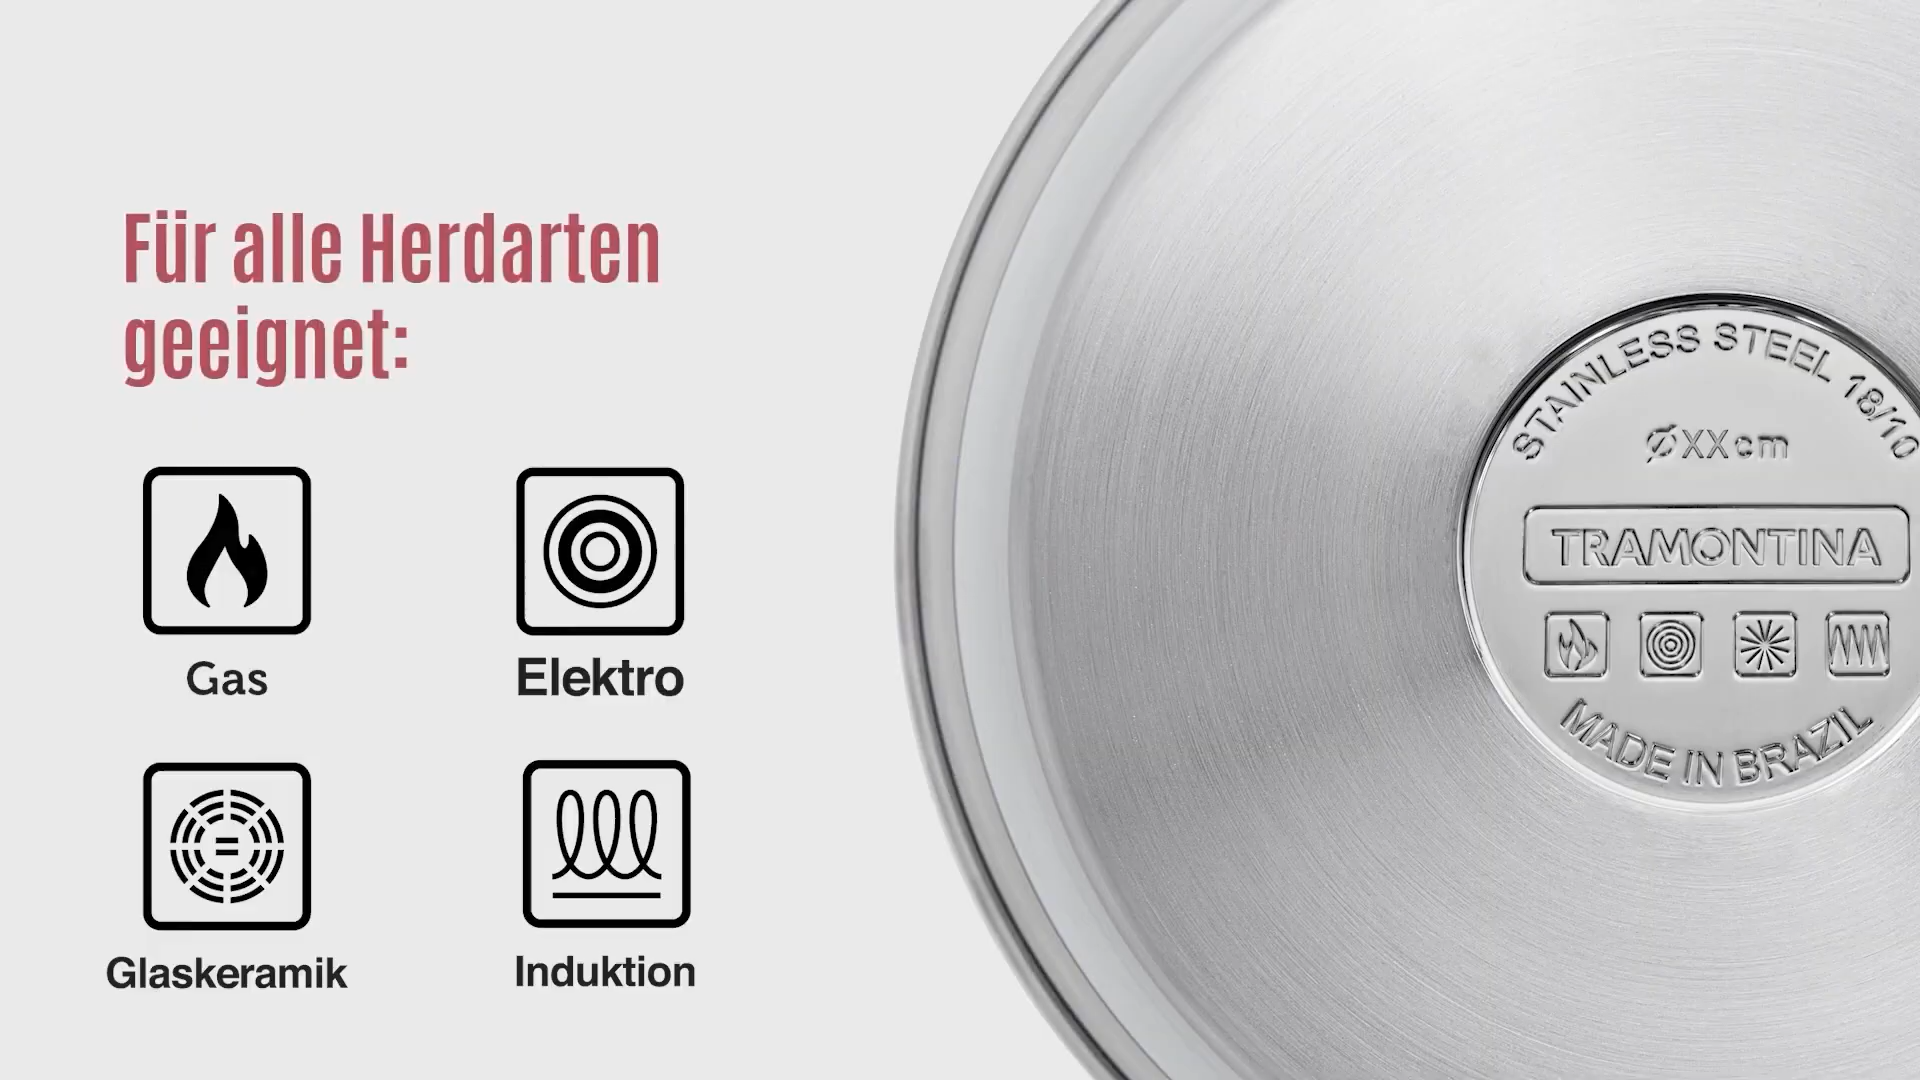 Für alle Herdarten
geeignet:
Gas
Elektro
Glaskeramik
Induktion
STAINLESS STEEL 18/10
ØXXcm
TRAMONTINA
MADE IN BRAZIL